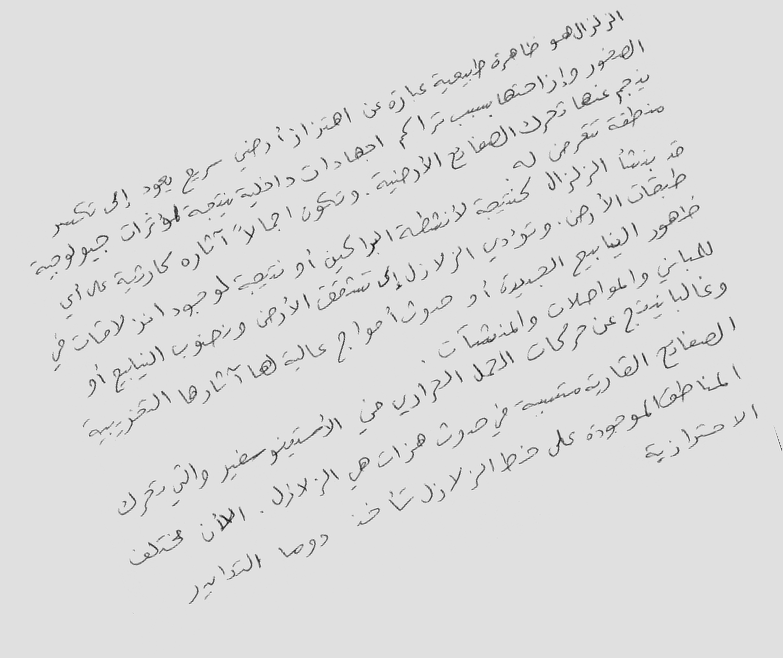 الزلزال هو ظاهرة طبيعية عبارة عن اهتزاز أرضي سريع يعود إلى تكسر
الصخور وإزاحتها بسبب تراكم اجهادات داخلية نتيجة لمؤثرات جيولوجية
ينجم عنها تحرك الصفائح الأرضية. وتكون اجمالاً آثاره كارثية على أي
منطقة تتعرض له
قد ينشأ الزلزال كنتيجة لأنشطة البراكين أو نتيجة لوجود انزلاقات في
طبقات الأرض. وتؤدي الزلازل إلى تشقق الأرض ونضوب الينابيع أو
ظهور الينابيع الجديدة أو حدوث أمواج عالية لها آثارها التخريبية
للمباني والمواصلات والمنشآت.
وغالبا ينتج عن حركات الحمل الحراري في الأستينوسفير والتي تحرك
الصفائح القارية متسببة في حدوث هزات هي الزلازل. الأن مختلف
المناطق الموجودة على خط الزلازل تأخذ دوما التدابير
الاحترازية